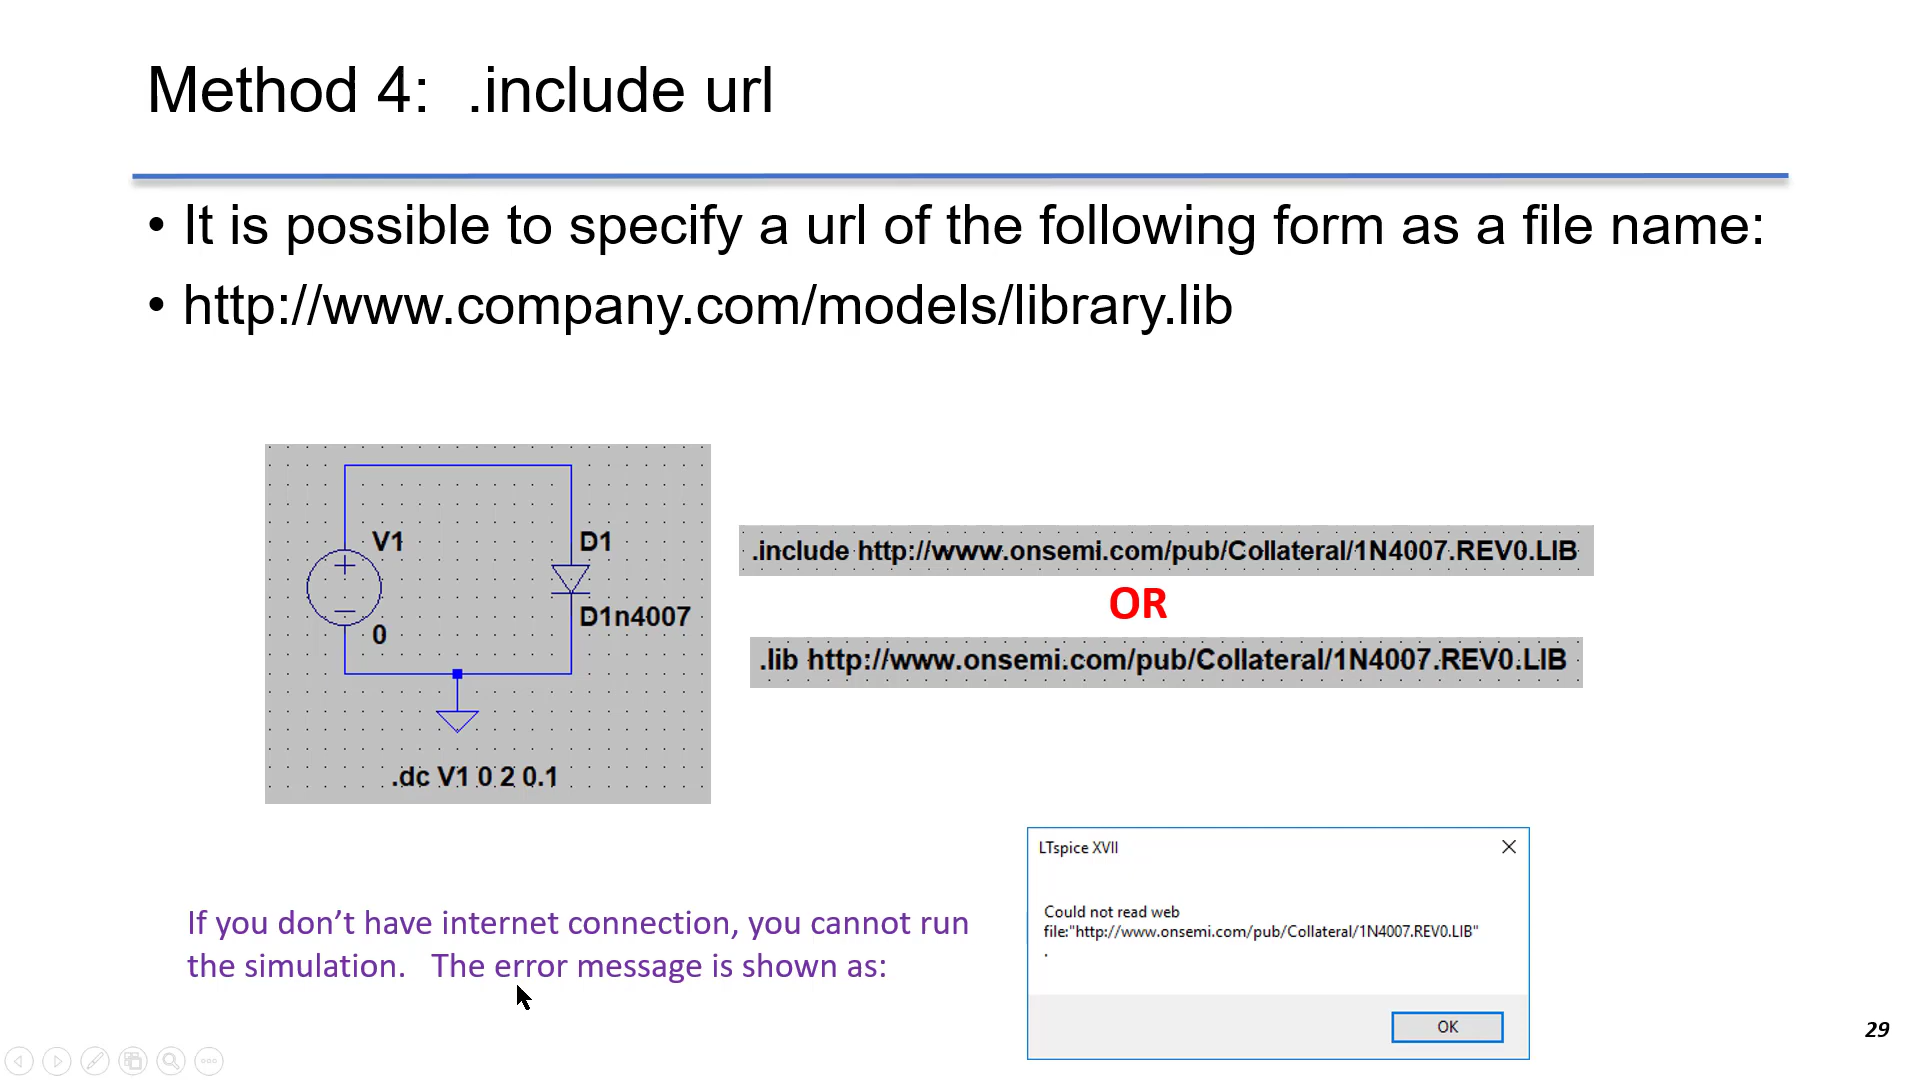 Method 4:  .include url
• It is possible to specify a url of the following form as a file name:
• http://www.company.com/models/library.lib
V1
D1
D1n4007
0
.dc V1 0 2 0.1
.include http://www.onsemi.com/pub/Collateral/1N4007.REV0.LIB
OR
.lib http://www.onsemi.com/pub/Collateral/1N4007.REV0.LIB
If you don’t have internet connection, you cannot run
the simulation.   The error message is shown as:
LTspice XVII
Could not read web
file:"http://www.onsemi.com/pub/Collateral/1N4007.REV0.LIB"
.
OK
29